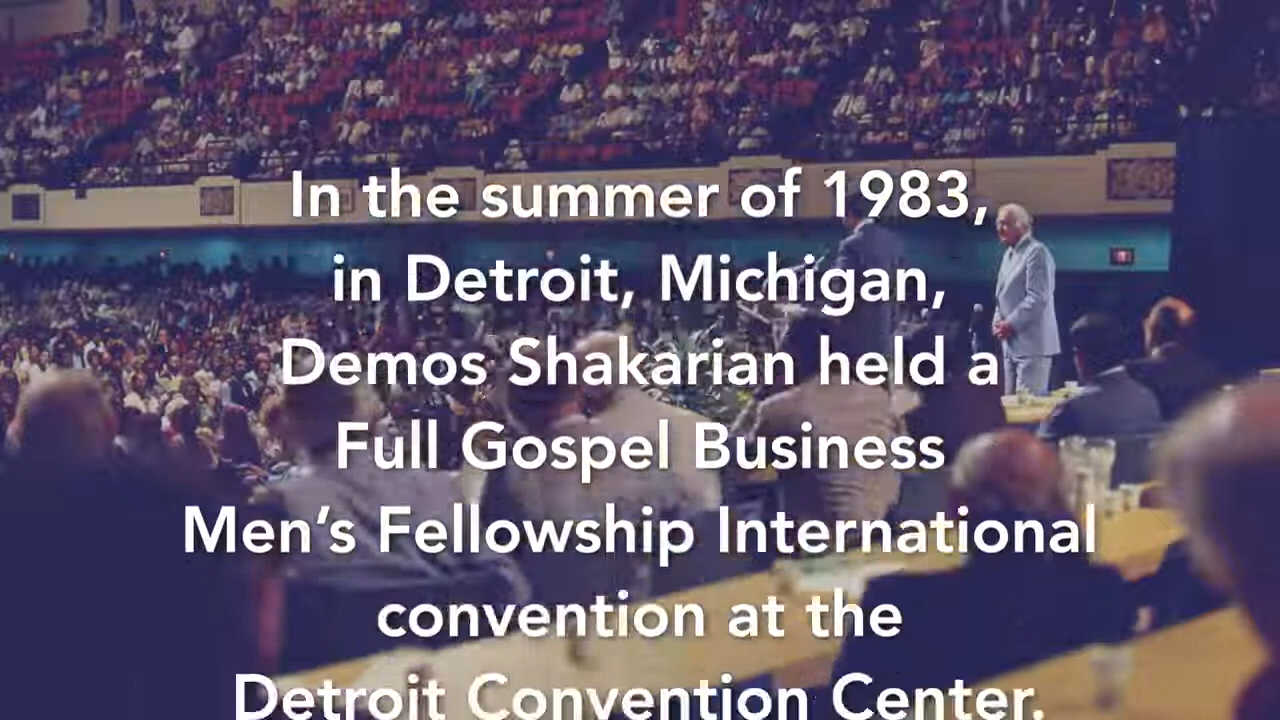 In the summer of 1983,
in Detroit, Michigan,
Demos Shakarian held a
Full Gospel Business
Men’s Fellowship International
convention at the
Detroit Convention Center.